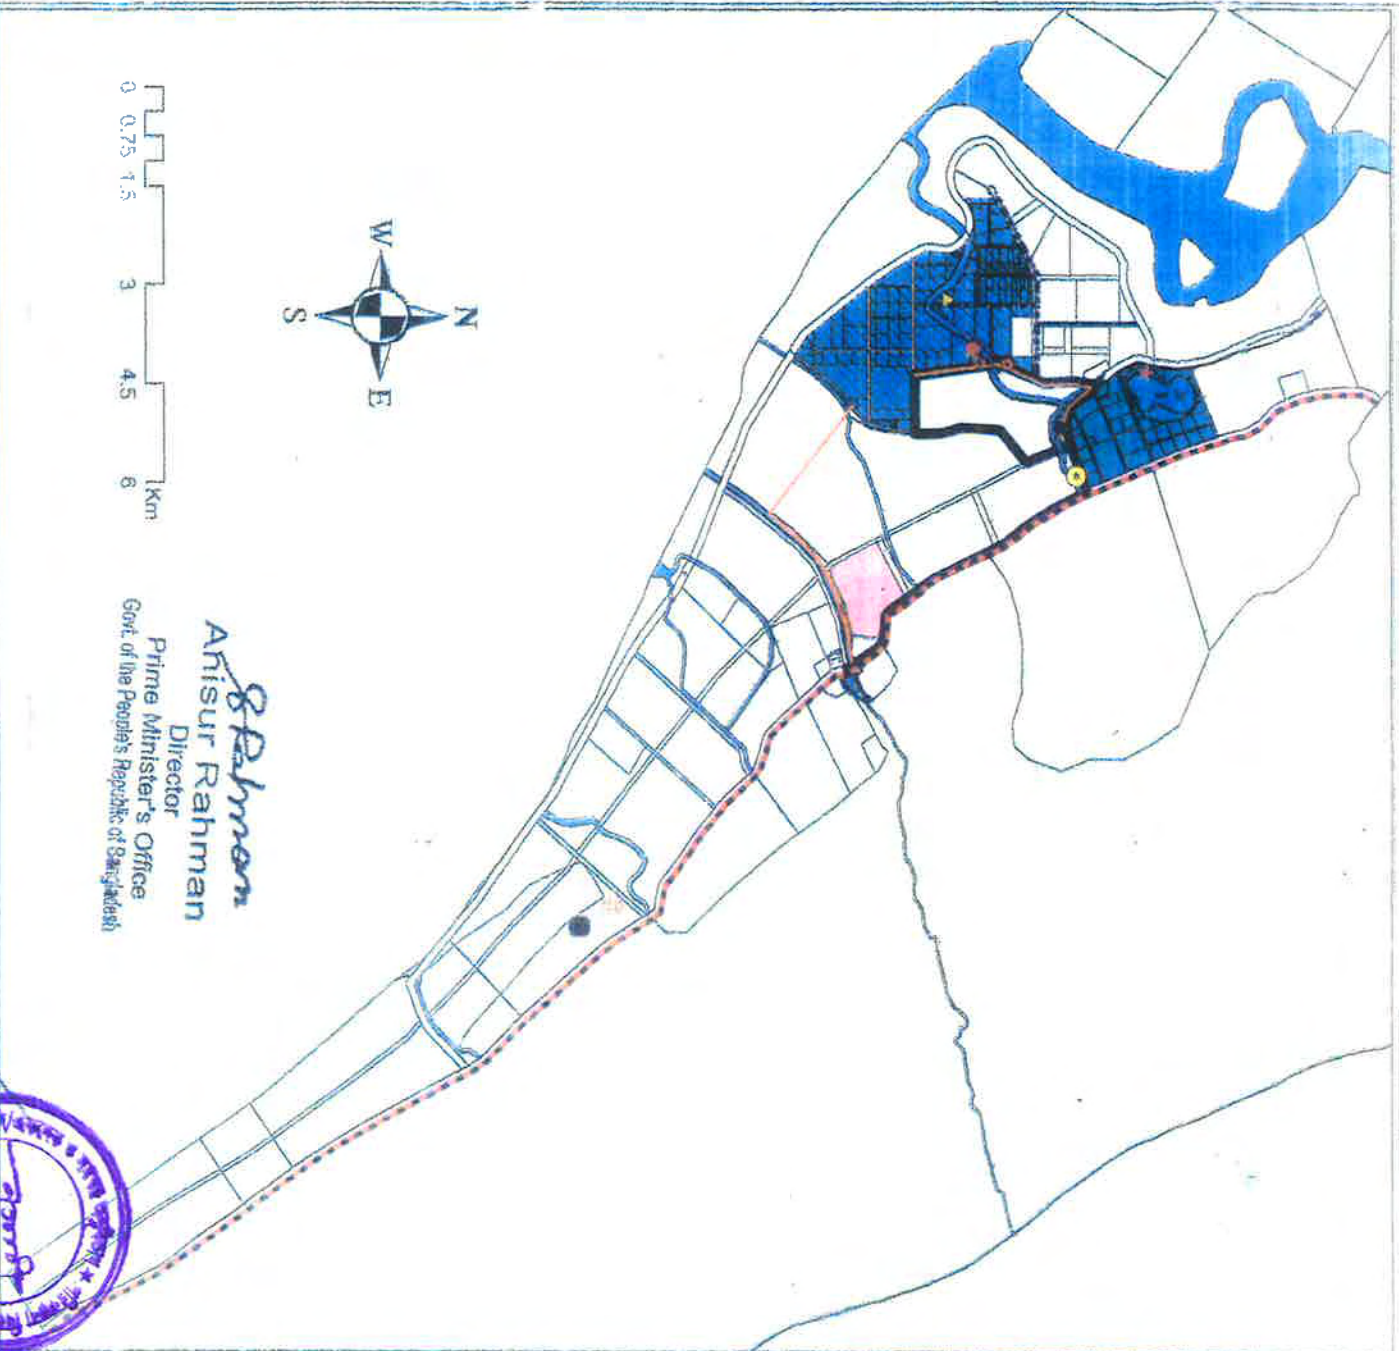 0 0.75 1.5 3 4.5 6
Km
N
W
E
S
Anisur Rahman
Director
Prime Minister's Office
Govt. of the People's Republic of Bangladesh